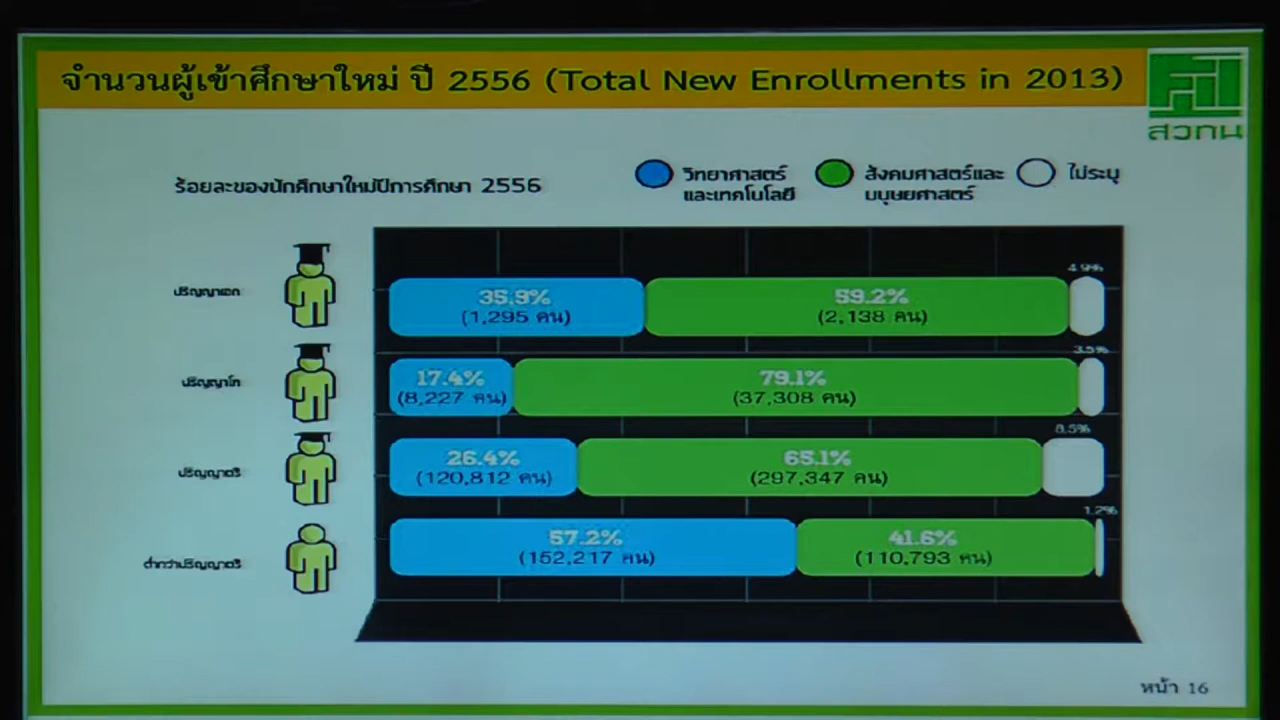 จำนวนผู้เข้าศึกษาใหม่ ปี 2556 (Total New Enrollments in 2013)
สวทน
ร้อยละของนักศึกษาใหม่ปีการศึกษา 2556
วิทยาศาสตร์
และเทคโนโลยี
สังคมศาสตร์และ
มนุษยศาสตร์
ไม่ระบุ
ปริญญาเอก
35.9%
(1,295 คน)
59.2%
(2,138 คน)
4.9%
ปริญญาโท
17.4%
(8,227 คน)
79.1%
(37,308 คน)
3.5%
ปริญญาตรี
26.4%
(120,812 คน)
65.1%
(297,347 คน)
8.5%
ต่ำกว่าปริญญาตรี
57.2%
(152,217 คน)
41.6%
(110,793 คน)
1.2%
หน้า 16